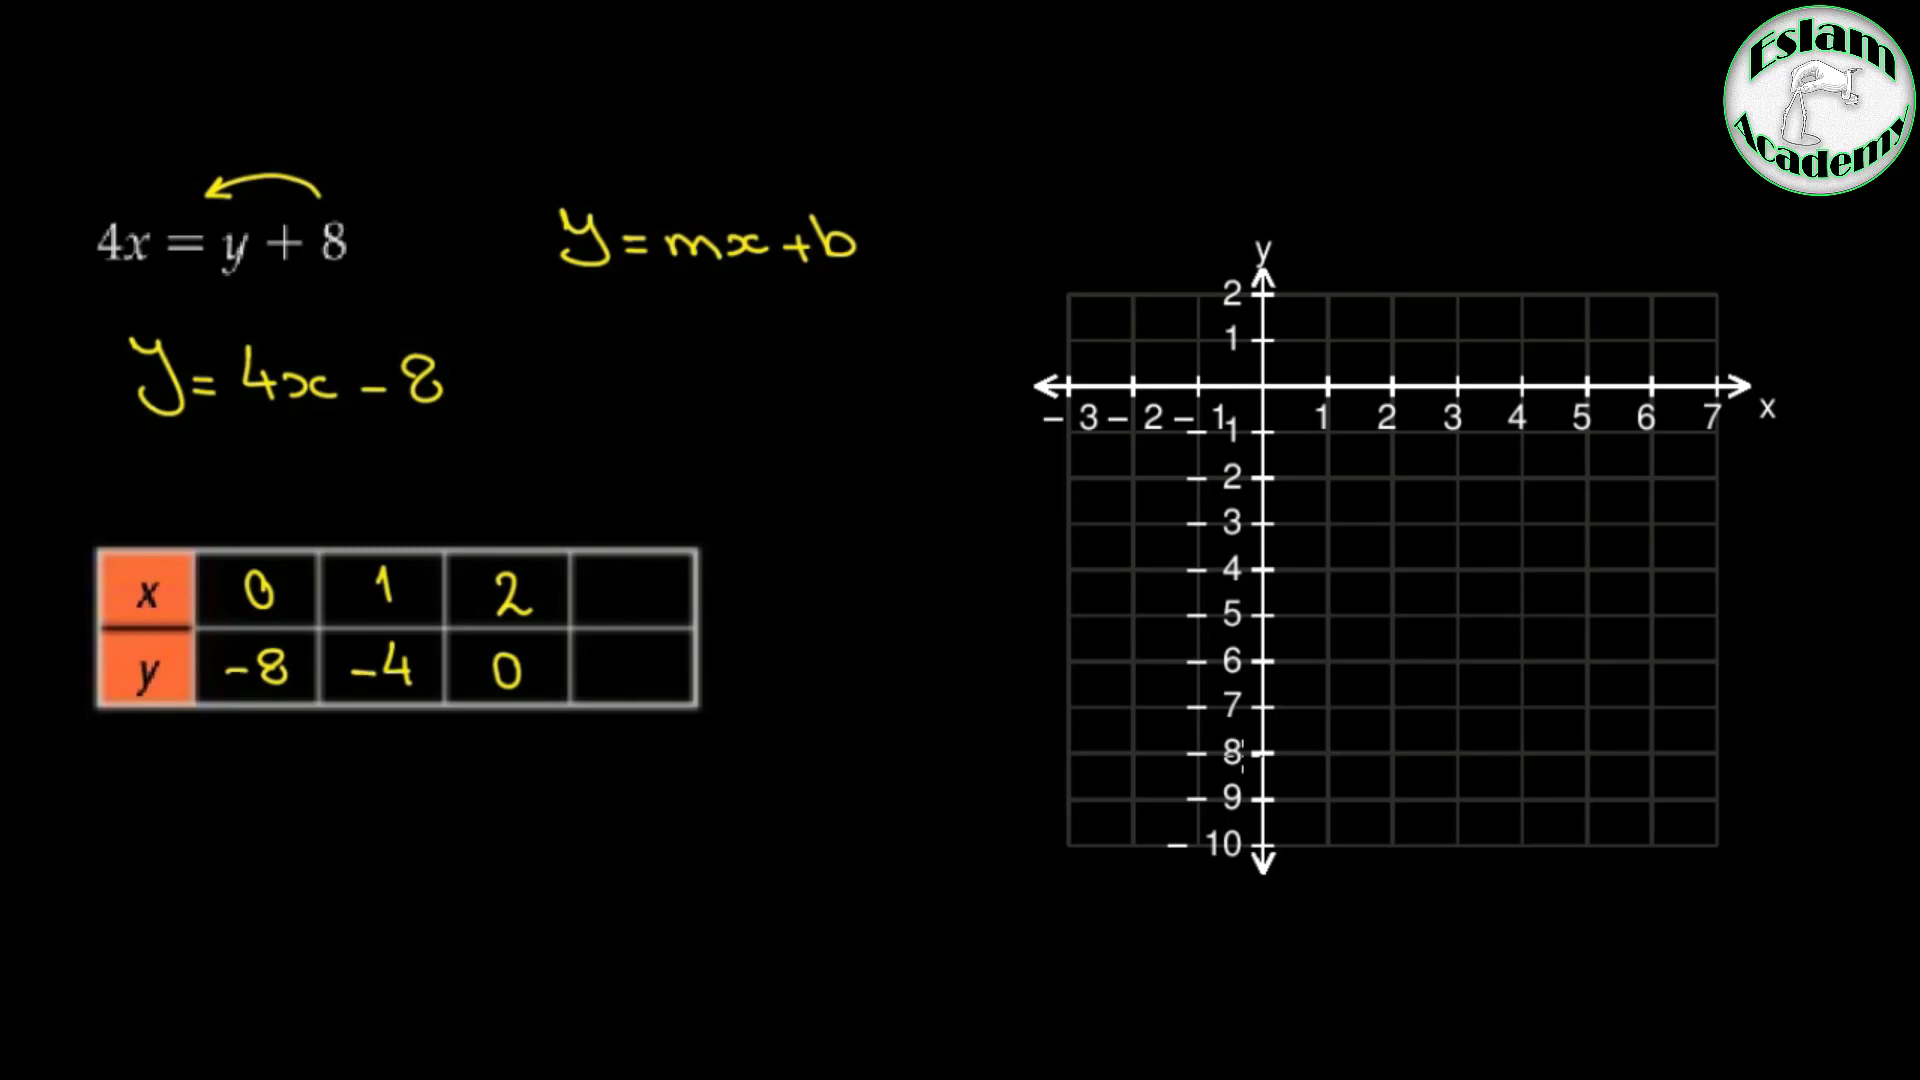 Eslam
Academy
4x = y + 8
y = mx + b
y = 4x - 8
x 0 1 2
y -8 -4 0
y
2
1
- 3 - 2 - 1 1 2 3 4 5 6 7 x
- 1
- 2
- 3
- 4
- 5
- 6
- 7
- 8
- 9
- 10